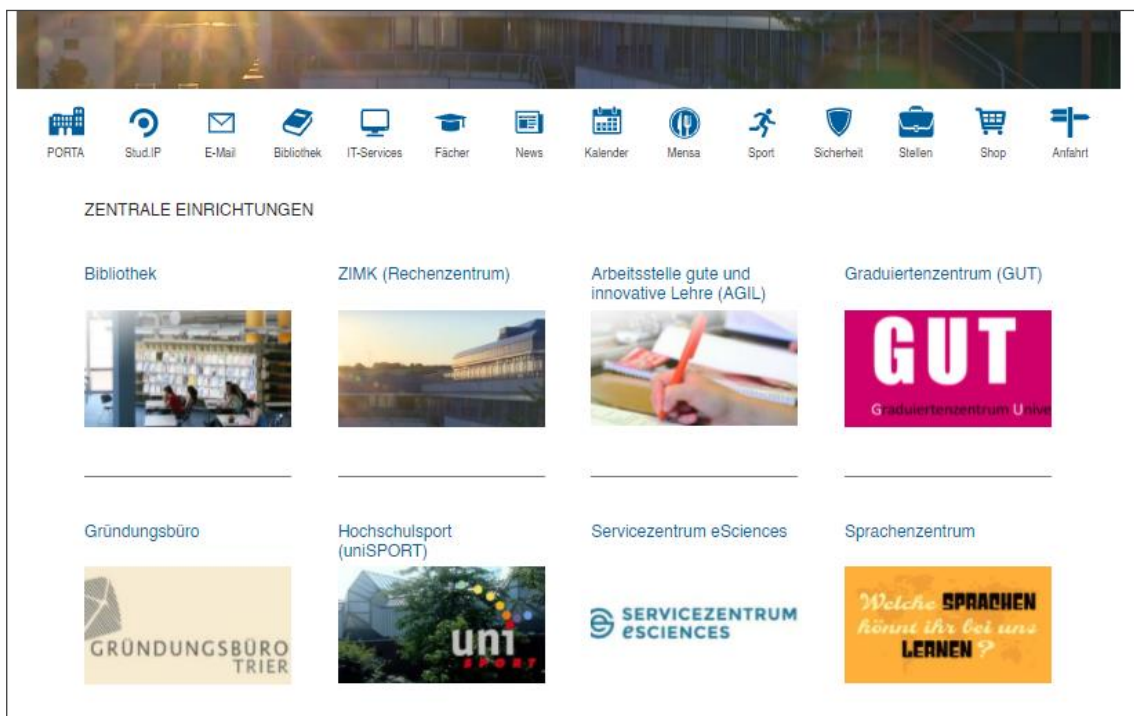 PORTA
Stud.IP
E-Mail
Bibliothek
IT-Services
Fächer
News
Kalender
Mensa
Sport
Sicherheit
Stellen
Shop
Anfahrt
ZENTRALE EINRICHTUNGEN
Bibliothek
ZIMK (Rechenzentrum)
Arbeitsstelle gute und
innovative Lehre (AGIL)
Graduiertenzentrum (GUT)
GUT
Graduiertenzentrum Unive
Gründungsbüro
Hochschulsport
(uniSPORT)
Servicezentrum eSciences
Sprachenzentrum
GRÜNDUNGSBÜRO
TRIER
uni
SPORT
SERVICEZENTRUM
eSCIENCES
Welche SPRACHEN
könnt ihr bei uns
LERNEN ?